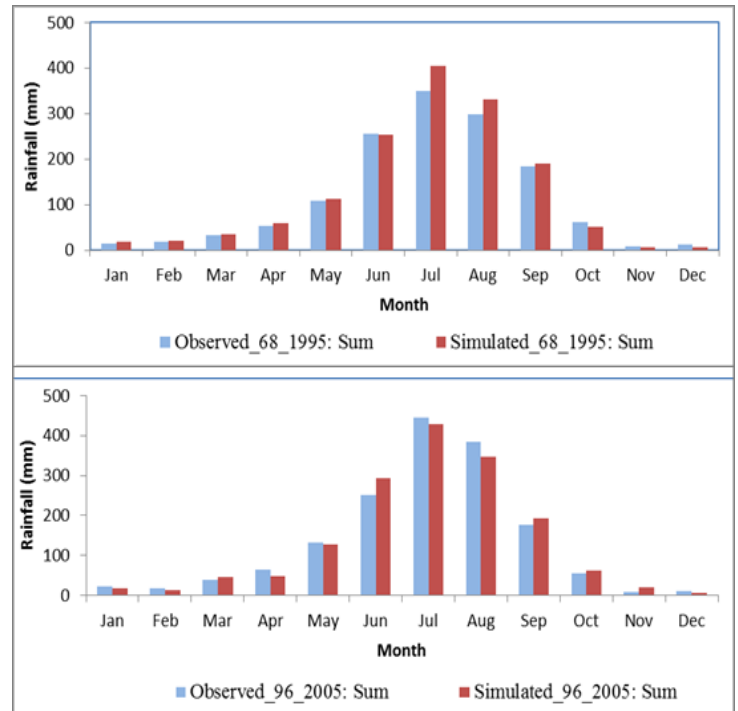 500
400
300
200
100
0
Rainfall (mm)
Jan Feb Mar Apr May Jun Jul Aug Sep Oct Nov Dec
Month
Observed_68_1995: Sum Simulated_68_1995: Sum
500
400
300
200
100
0
Rainfall (mm)
Jan Feb Mar Apr May Jun Jul Aug Sep Oct Nov Dec
Month
Observed_96_2005: Sum Simulated_96_2005: Sum